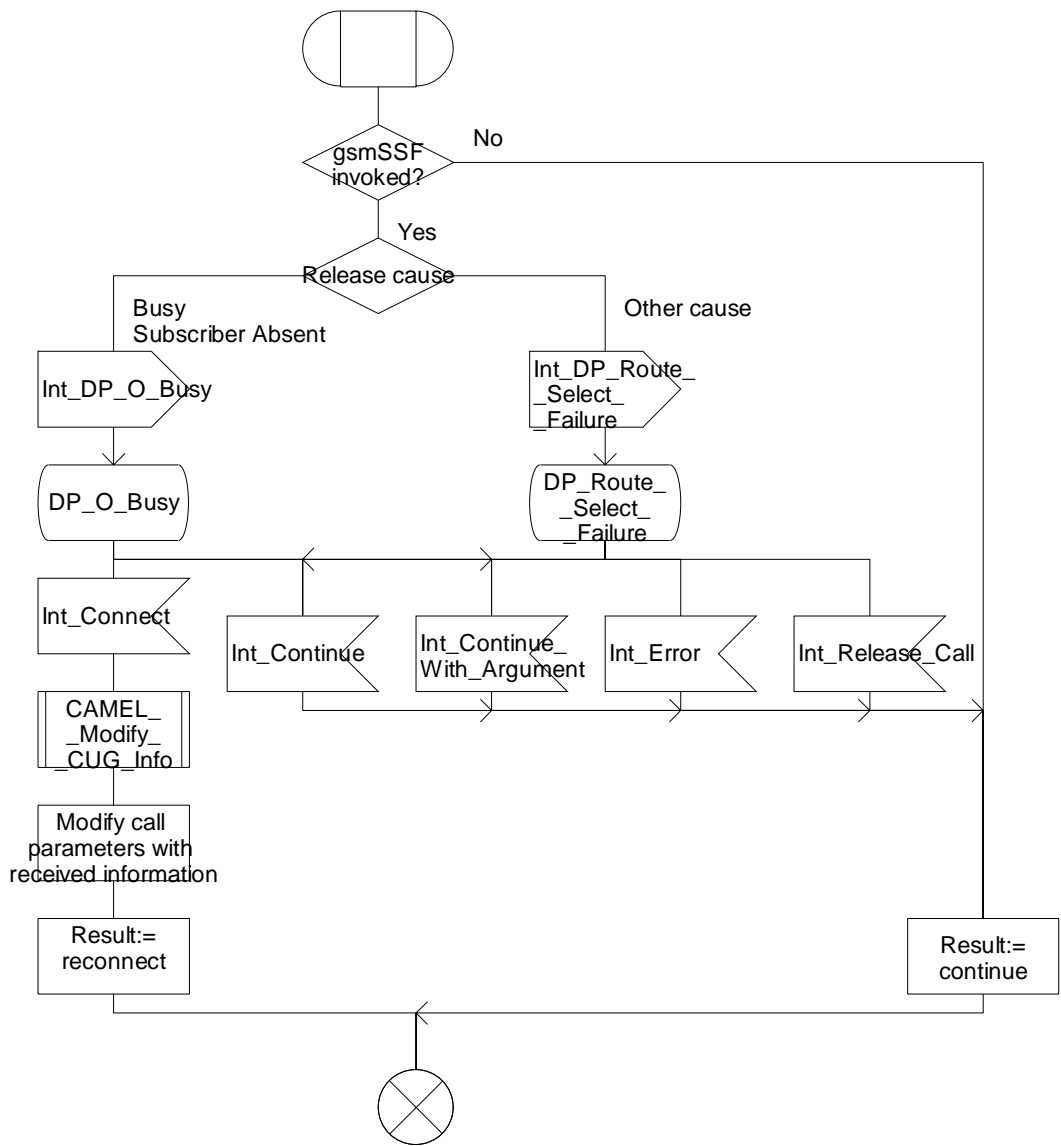 No
gsmSSF
invoked?
Yes
Release cause
Busy
Subscriber Absent
Other cause
Int_DP_O_Busy
Int_DP_Route_
_Select_
_Failure
DP_O_Busy
DP_Route_
_Select_
_Failure
Int_Connect
Int_Continue
Int_Continue_
With_Argument
Int_Error
Int_Release_Call
CAMEL_
_Modify_
_CUG_Info
Modify call
parameters with
received information
Result:=
reconnect
Result:=
continue